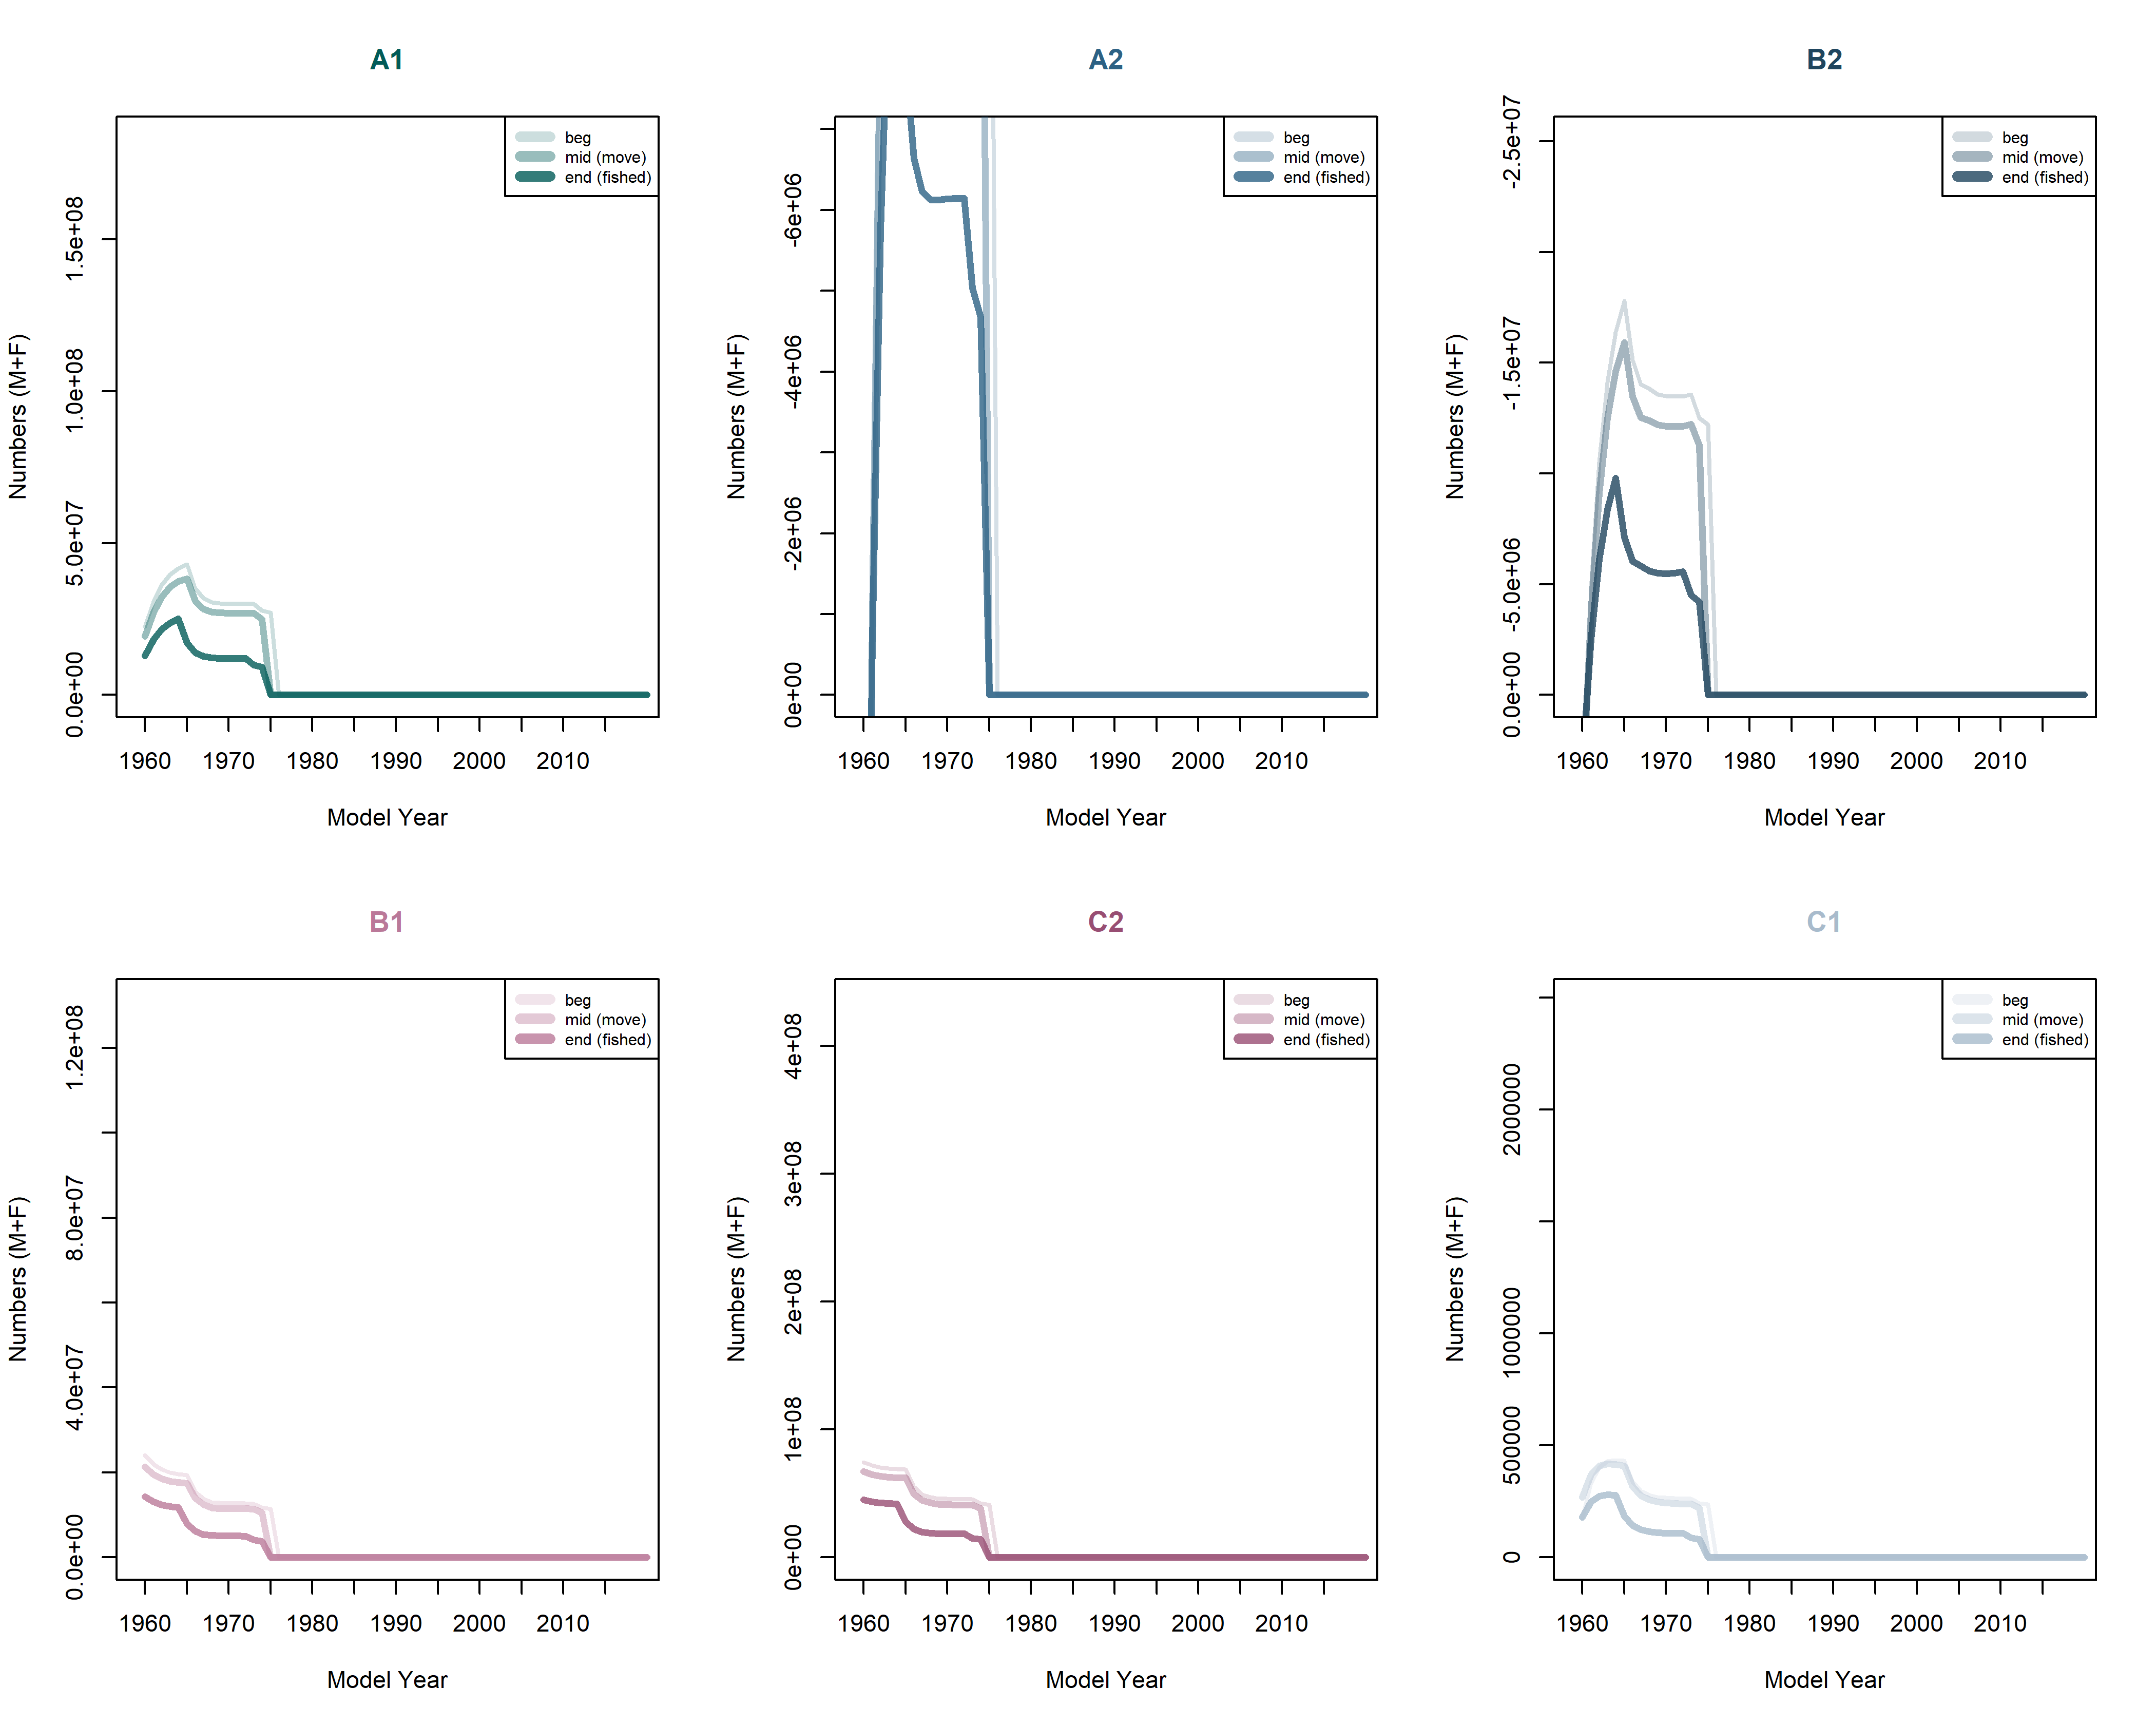 A1
beg
mid (move)
end (fished)
Numbers (M+F)
0.0e+00 5.0e+07 1.0e+08 1.5e+08
1960 1970 1980 1990 2000 2010
Model Year
A2
beg
mid (move)
end (fished)
Numbers (M+F)
0e+00 -2e+06 -4e+06 -6e+06
1960 1970 1980 1990 2000 2010
Model Year
B2
beg
mid (move)
end (fished)
Numbers (M+F)
0.0e+00 -5.0e+06 -1.5e+07 -2.5e+07
1960 1970 1980 1990 2000 2010
Model Year
B1
beg
mid (move)
end (fished)
Numbers (M+F)
0.0e+00 4.0e+07 8.0e+07 1.2e+08
1960 1970 1980 1990 2000 2010
Model Year
C2
beg
mid (move)
end (fished)
Numbers (M+F)
0e+00 1e+08 2e+08 3e+08 4e+08
1960 1970 1980 1990 2000 2010
Model Year
C1
beg
mid (move)
end (fished)
Numbers (M+F)
0 500000 1000000 2000000
1960 1970 1980 1990 2000 2010
Model Year